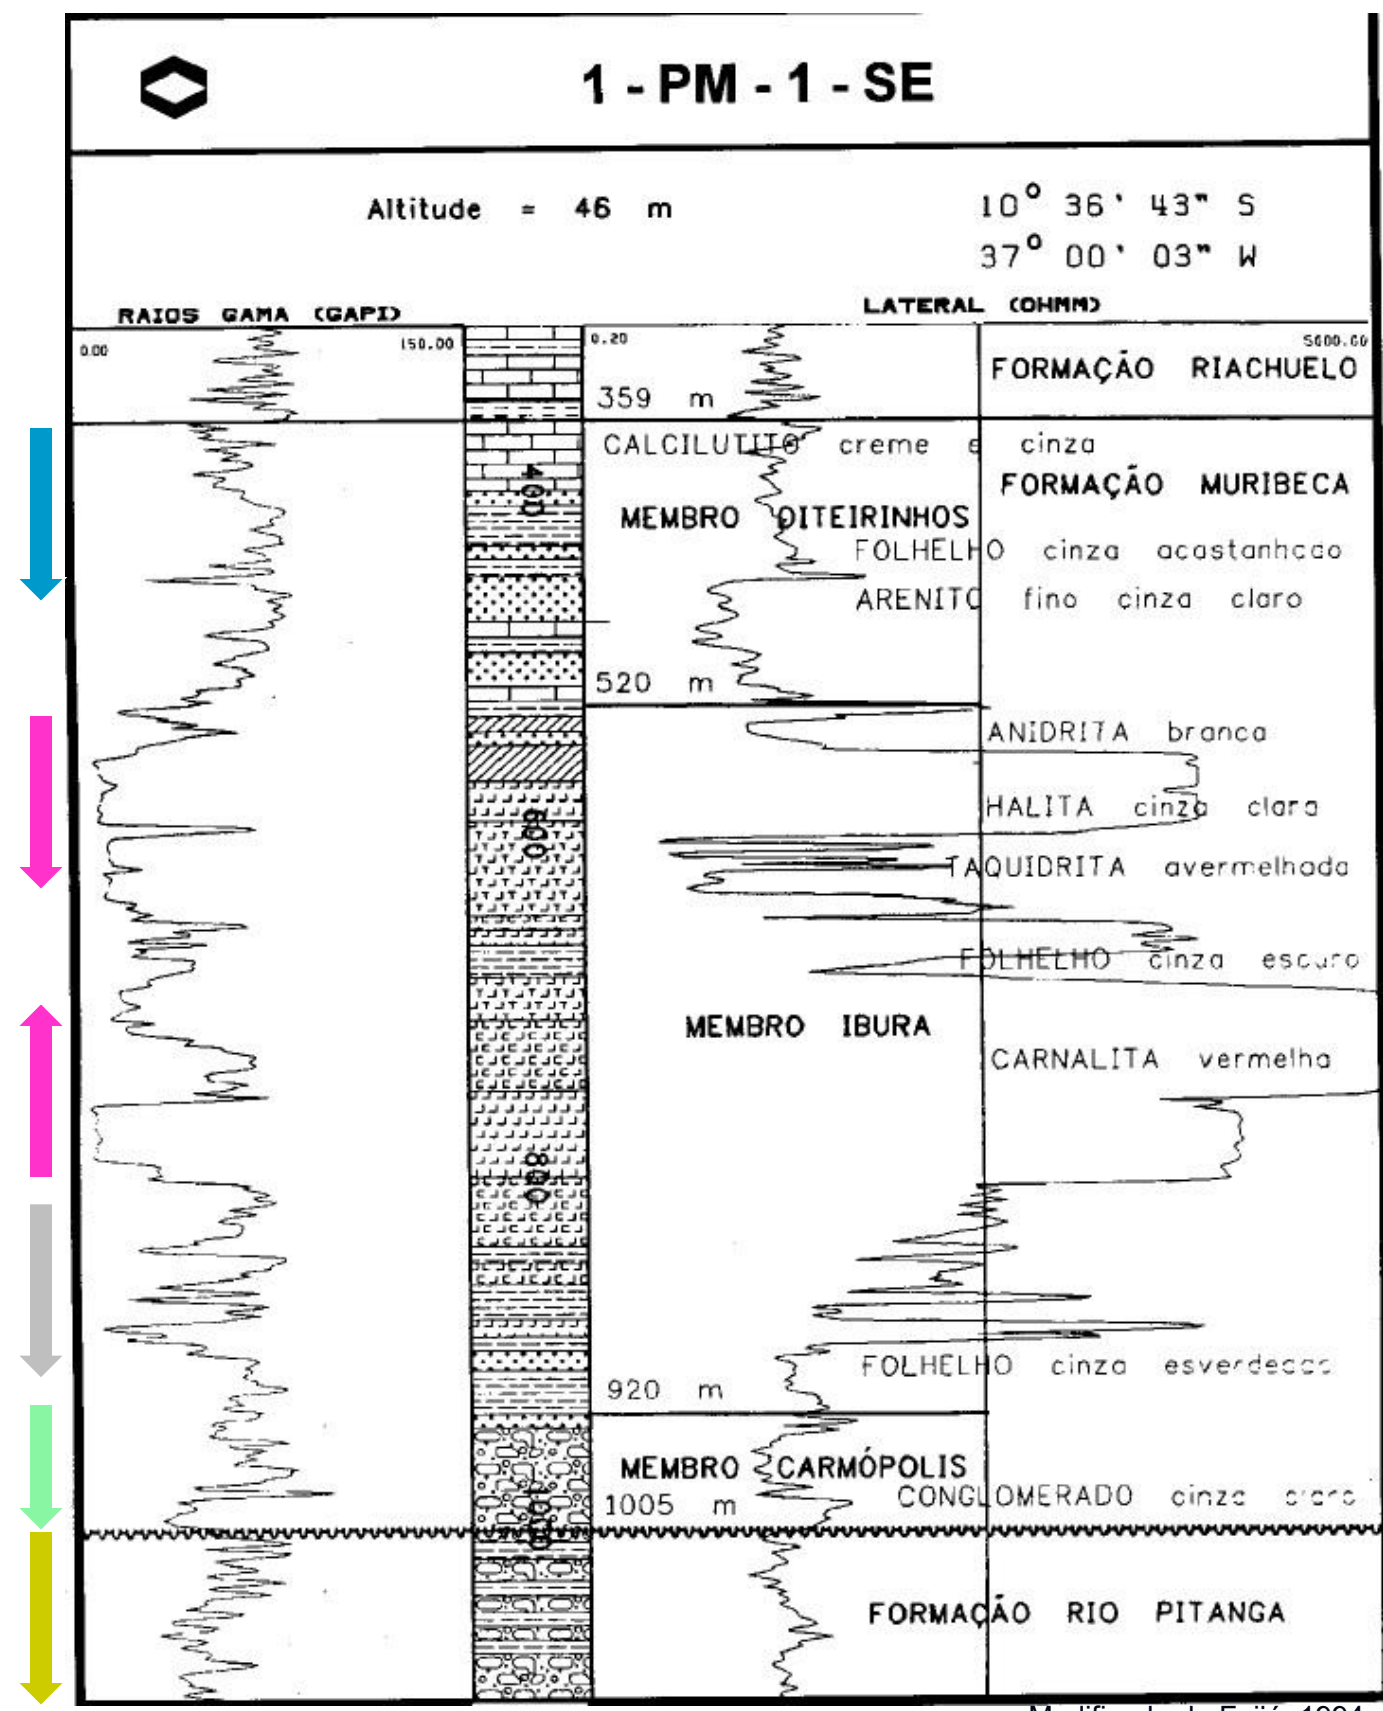 1 - PM - 1 - SE
Altitude = 46 m
10° 36' 43" S
37° 00' 03" W
RAIOS GAMA (GAPI)
LATERAL (OHMM)
0.00
150.00
0.20
FORMAÇÃO RIACHUELO
359 m
CALCILUTITO creme e cinza
400
FORMAÇÃO MURIBECA
MEMBRO OITEIRINHOS
FOLHELHO cinza
ARENITO fino cinza claro
520 m
ANIDRITA branca
HALITA cinza clara
600
TAQUIDRITA avermelhada
FOLHELHO cinza escuro
MEMBRO IBURA
CARNALITA vermelha
800
FOLHELHO cinza
920 m
MEMBRO CARMÓPOLIS
CONGLOMERADO cinza
1005 m
1000
FORMAÇÃO RIO PITANGA